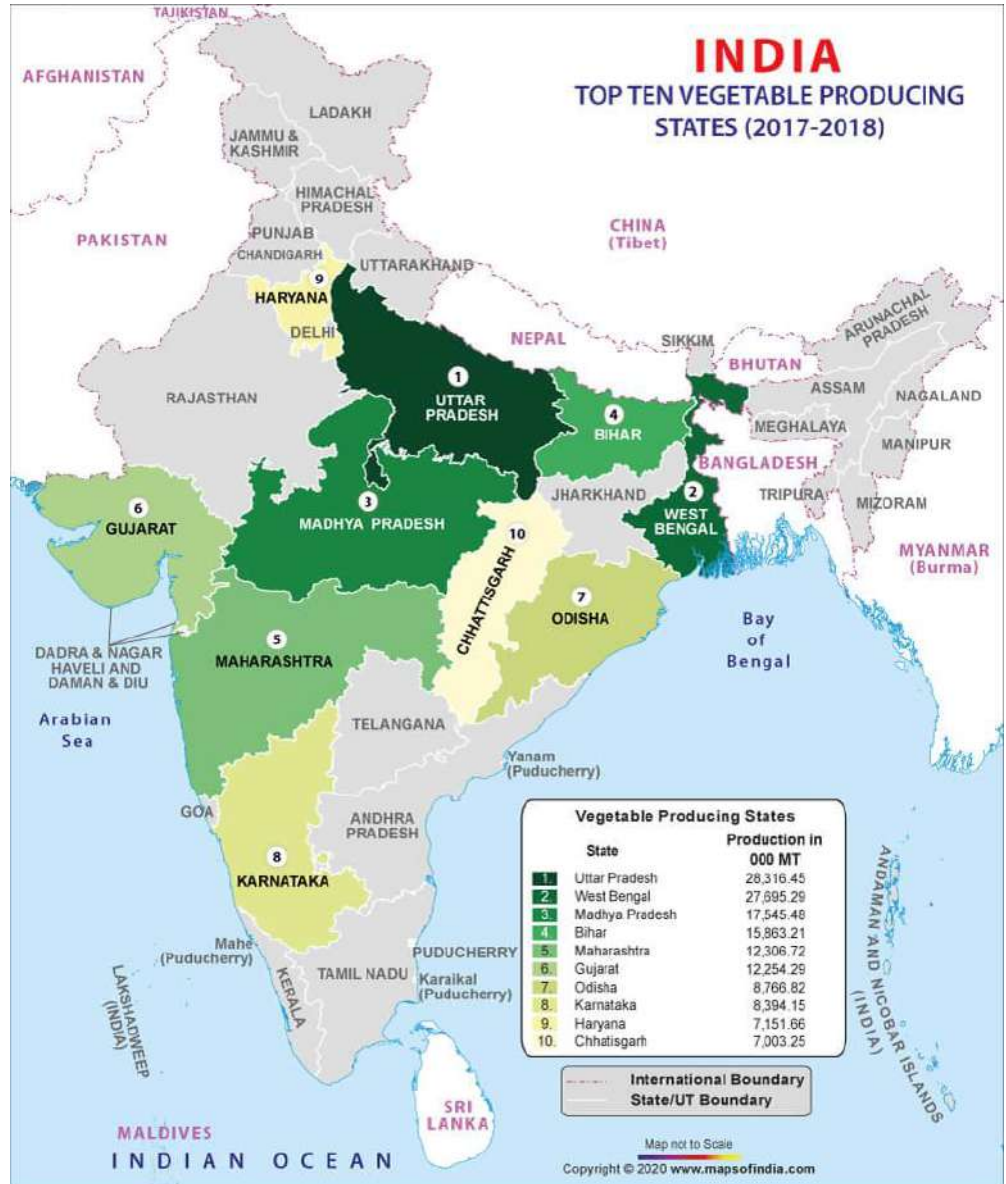 INDIA
TOP TEN VEGETABLE PRODUCING
STATES (2017-2018)
TAJIKISTAN
AFGHANISTAN
LADAKH
JAMMU &
KASHMIR
HIMACHAL
PRADESH
PAKISTAN
PUNJAB
CHANDIGARH
UTTARAKHAND
CHINA
(Tibet)
9
HARYANA
DELHI
NEPAL
SIKKIM
BHUTAN
ARUNACHAL
PRADESH
RAJASTHAN
1
UTTAR
PRADESH
4
BIHAR
ASSAM
NAGALAND
MEGHALAYA
MANIPUR
BANGLADESH
TRIPURA
MIZORAM
6
GUJARAT
3
MADHYA PRADESH
JHARKHAND
2
WEST
BENGAL
MYANMAR
(Burma)
10
CHHATTISGARH
7
ODISHA
DADRA & NAGAR
HAVELI AND
DAMAN & DIU
5
MAHARASHTRA
Bay
of
Bengal
Arabian
Sea
TELANGANA
Yanam
(Puducherry)
GOA
ANDHRA
PRADESH
8
KARNATAKA
Mahe
(Puducherry)
PUDUCHERRY
KERALA
TAMIL NADU
Karaikal
(Puducherry)
LAKSHADWEEP
(INDIA)
ANDAMAN AND NICOBAR ISLANDS
(INDIA)
SRI
LANKA
MALDIVES
INDIAN OCEAN
Vegetable Producing States
State Production in
000 MT
1. Uttar Pradesh 28,316.45
2. West Bengal 27,695.29
3. Madhya Pradesh 17,545.48
4 Bihar 15,863.21
5. Maharashtra 12,306.72
6. Gujarat 12,254.29
7. Odisha 8,766.82
8. Karnataka 8,394.15
9. Haryana 7,151.66
10. Chhatisgarh 7,003.25
International Boundary
State/UT Boundary
Map not to Scale
Copyright © 2020 www.mapsofindia.com